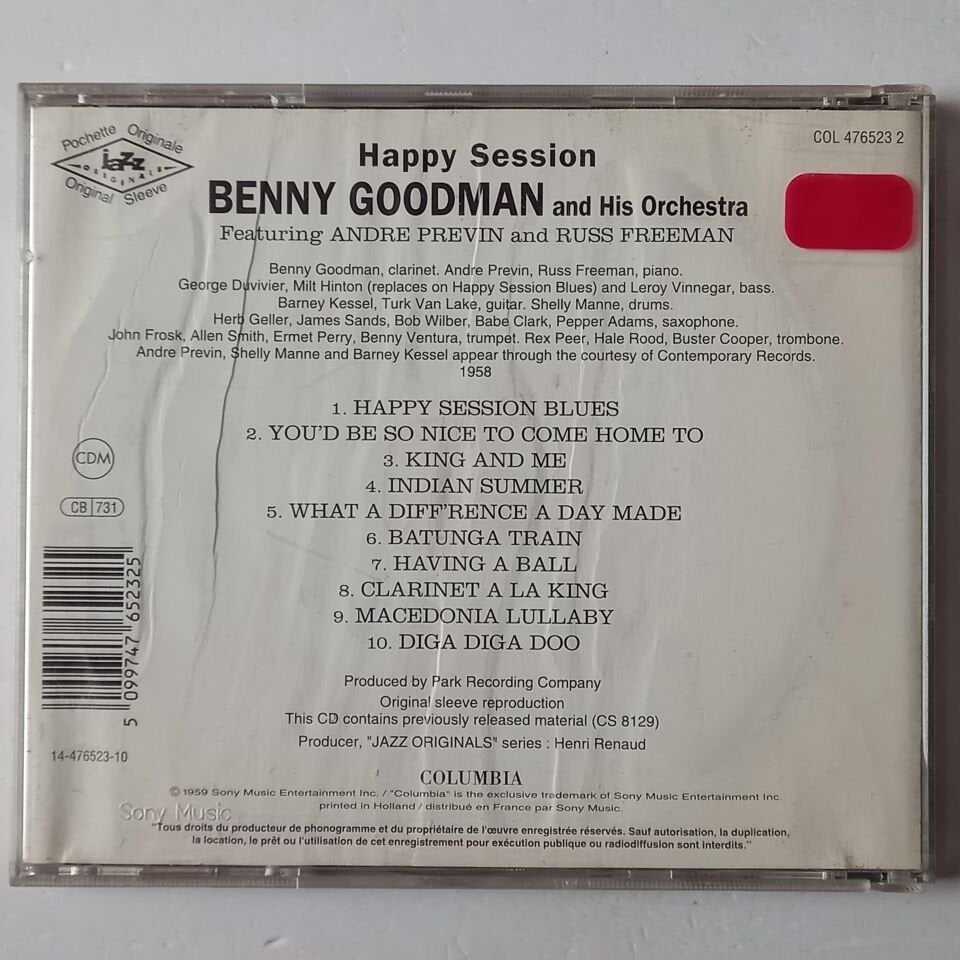 Pochette Originale
jazz
ORIGINALS
Original Sleeve
COL 476523 2
Happy Session
BENNY GOODMAN and His Orchestra
Featuring ANDRE PREVIN and RUSS FREEMAN
Benny Goodman, clarinet. Andre Previn, Russ Freeman, piano.
George Duvivier, Milt Hinton (replaces on Happy Session Blues) and Leroy Vinnegar, bass.
Barney Kessel, Turk Van Lake, guitar. Shelly Manne, drums.
Herb Geller, James Sands, Bob Wilber, Babe Clark, Pepper Adams, saxophone.
John Frosk, Allen Smith, Ermet Perry, Benny Ventura, trumpet. Rex Peer, Hale Rood, Buster Cooper, trombone.
Andre Previn, Shelly Manne and Barney Kessel appear through the courtesy of Contemporary Records.
1958
1. HAPPY SESSION BLUES
2. YOU'D BE SO NICE TO COME HOME TO
3. KING AND ME
4. INDIAN SUMMER
5. WHAT A DIFF'RENCE A DAY MADE
6. BATUNGA TRAIN
7. HAVING A BALL
8. CLARINET A LA KING
9. MACEDONIA LULLABY
10. DIGA DIGA DOO
CDM
CB 731
5 099747 652325
14-476523-10
Produced by Park Recording Company
Original sleeve reproduction
This CD contains previously released material (CS 8129)
Producer, "JAZZ ORIGINALS" series : Henri Renaud
COLUMBIA
© 1959 Sony Music Entertainment Inc. / "Columbia" is the exclusive trademark of Sony Music Entertainment Inc.
printed in Holland / distribué en France par Sony Music.
Sony Music
"Tous droits du producteur de phonogramme et du propriétaire de l'œuvre enregistrée réservés. Sauf autorisation, la duplication,
la location, le prêt ou l'utilisation de cet enregistrement pour exécution publique ou radiodiffusion sont interdits."